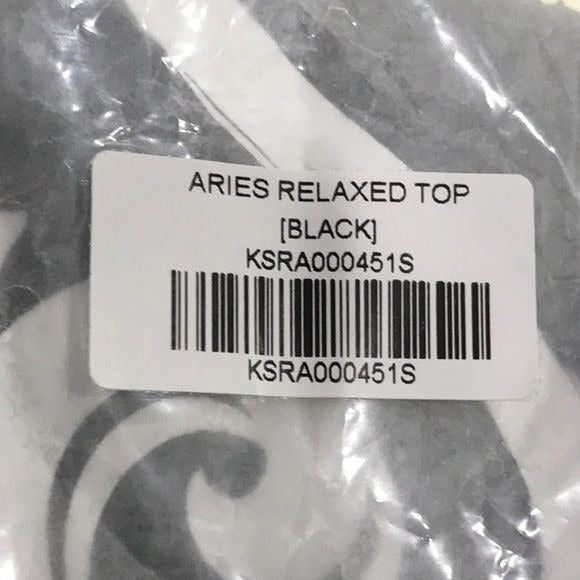 ARIES RELAXED TOP
[BLACK]
KSRA000451S
KSRA000451S